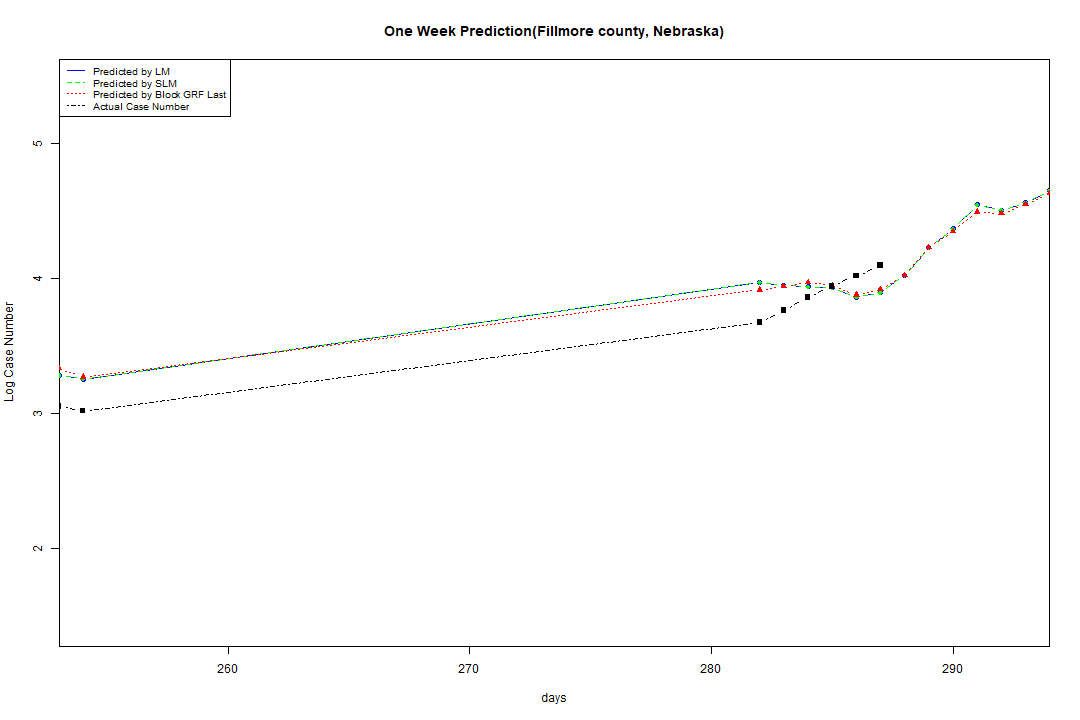 One Week Prediction(Fillmore county, Nebraska)
Predicted by LM
Predicted by SLM
Predicted by Block GRF Last
Actual Case Number
5
4
3
2
Log Case Number
260 270 280 290
days